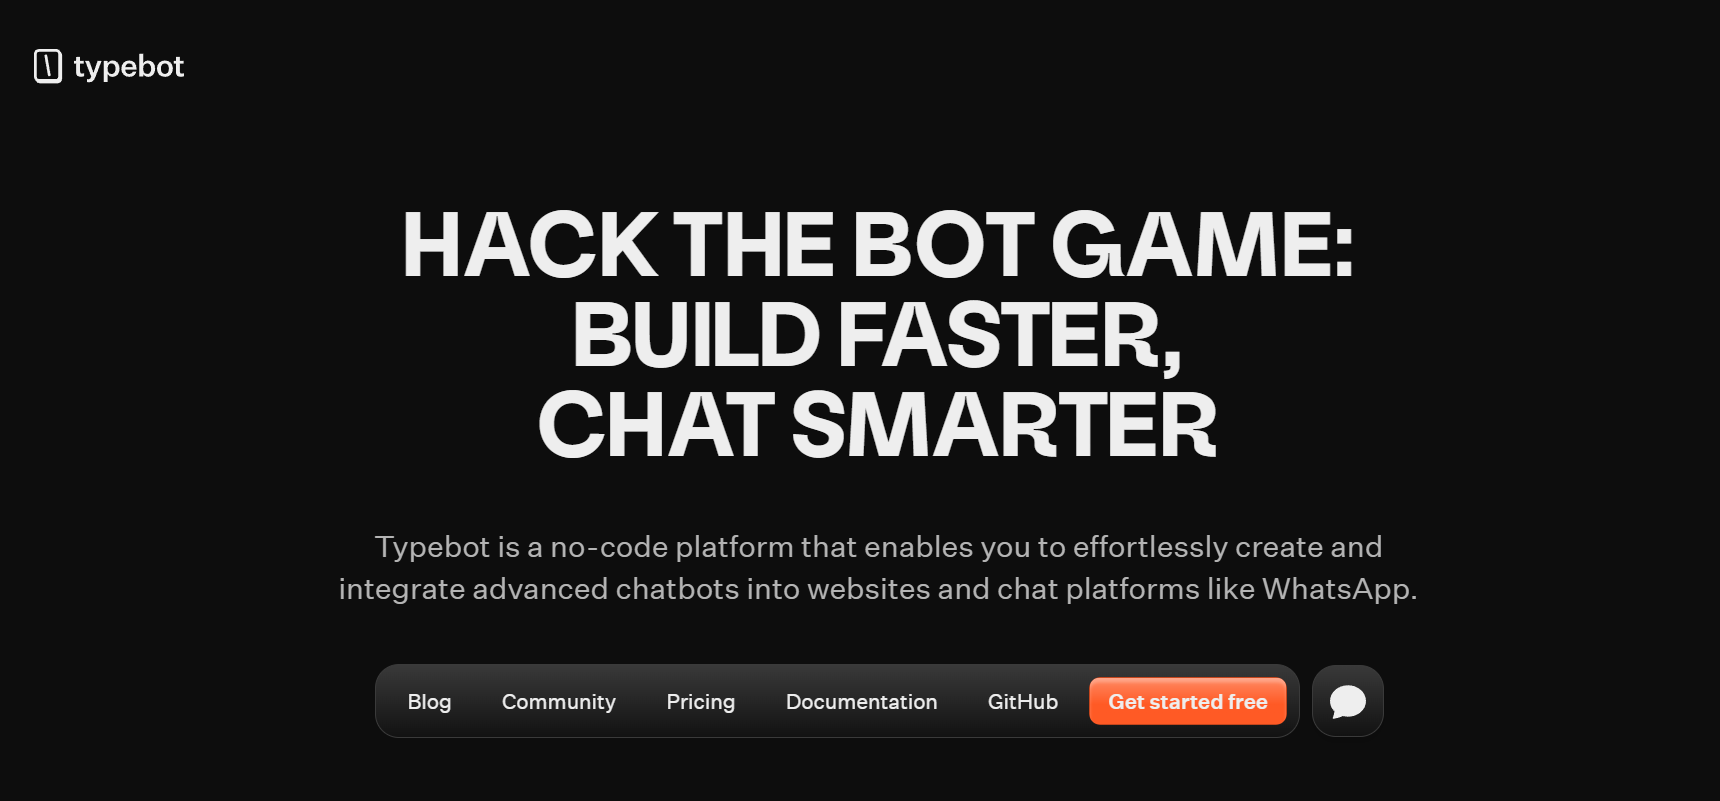 typebot
HACK THE BOT GAME:
BUILD FASTER,
CHAT SMARTER
Typebot is a no-code platform that enables you to effortlessly create and
integrate advanced chatbots into websites and chat platforms like WhatsApp.
Blog Community Pricing Documentation GitHub Get started free